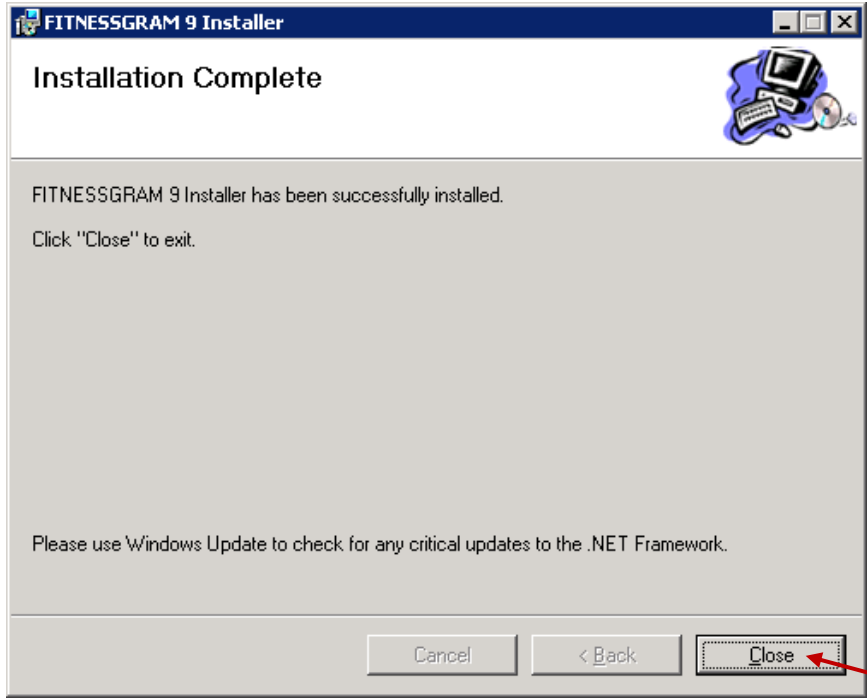 FITNESSGRAM 9 Installer
Installation Complete
FITNESSGRAM 9 Installer has been successfully installed.
Click "Close" to exit.
Please use Windows Update to check for any critical updates to the .NET Framework.
Cancel
< Back
Close